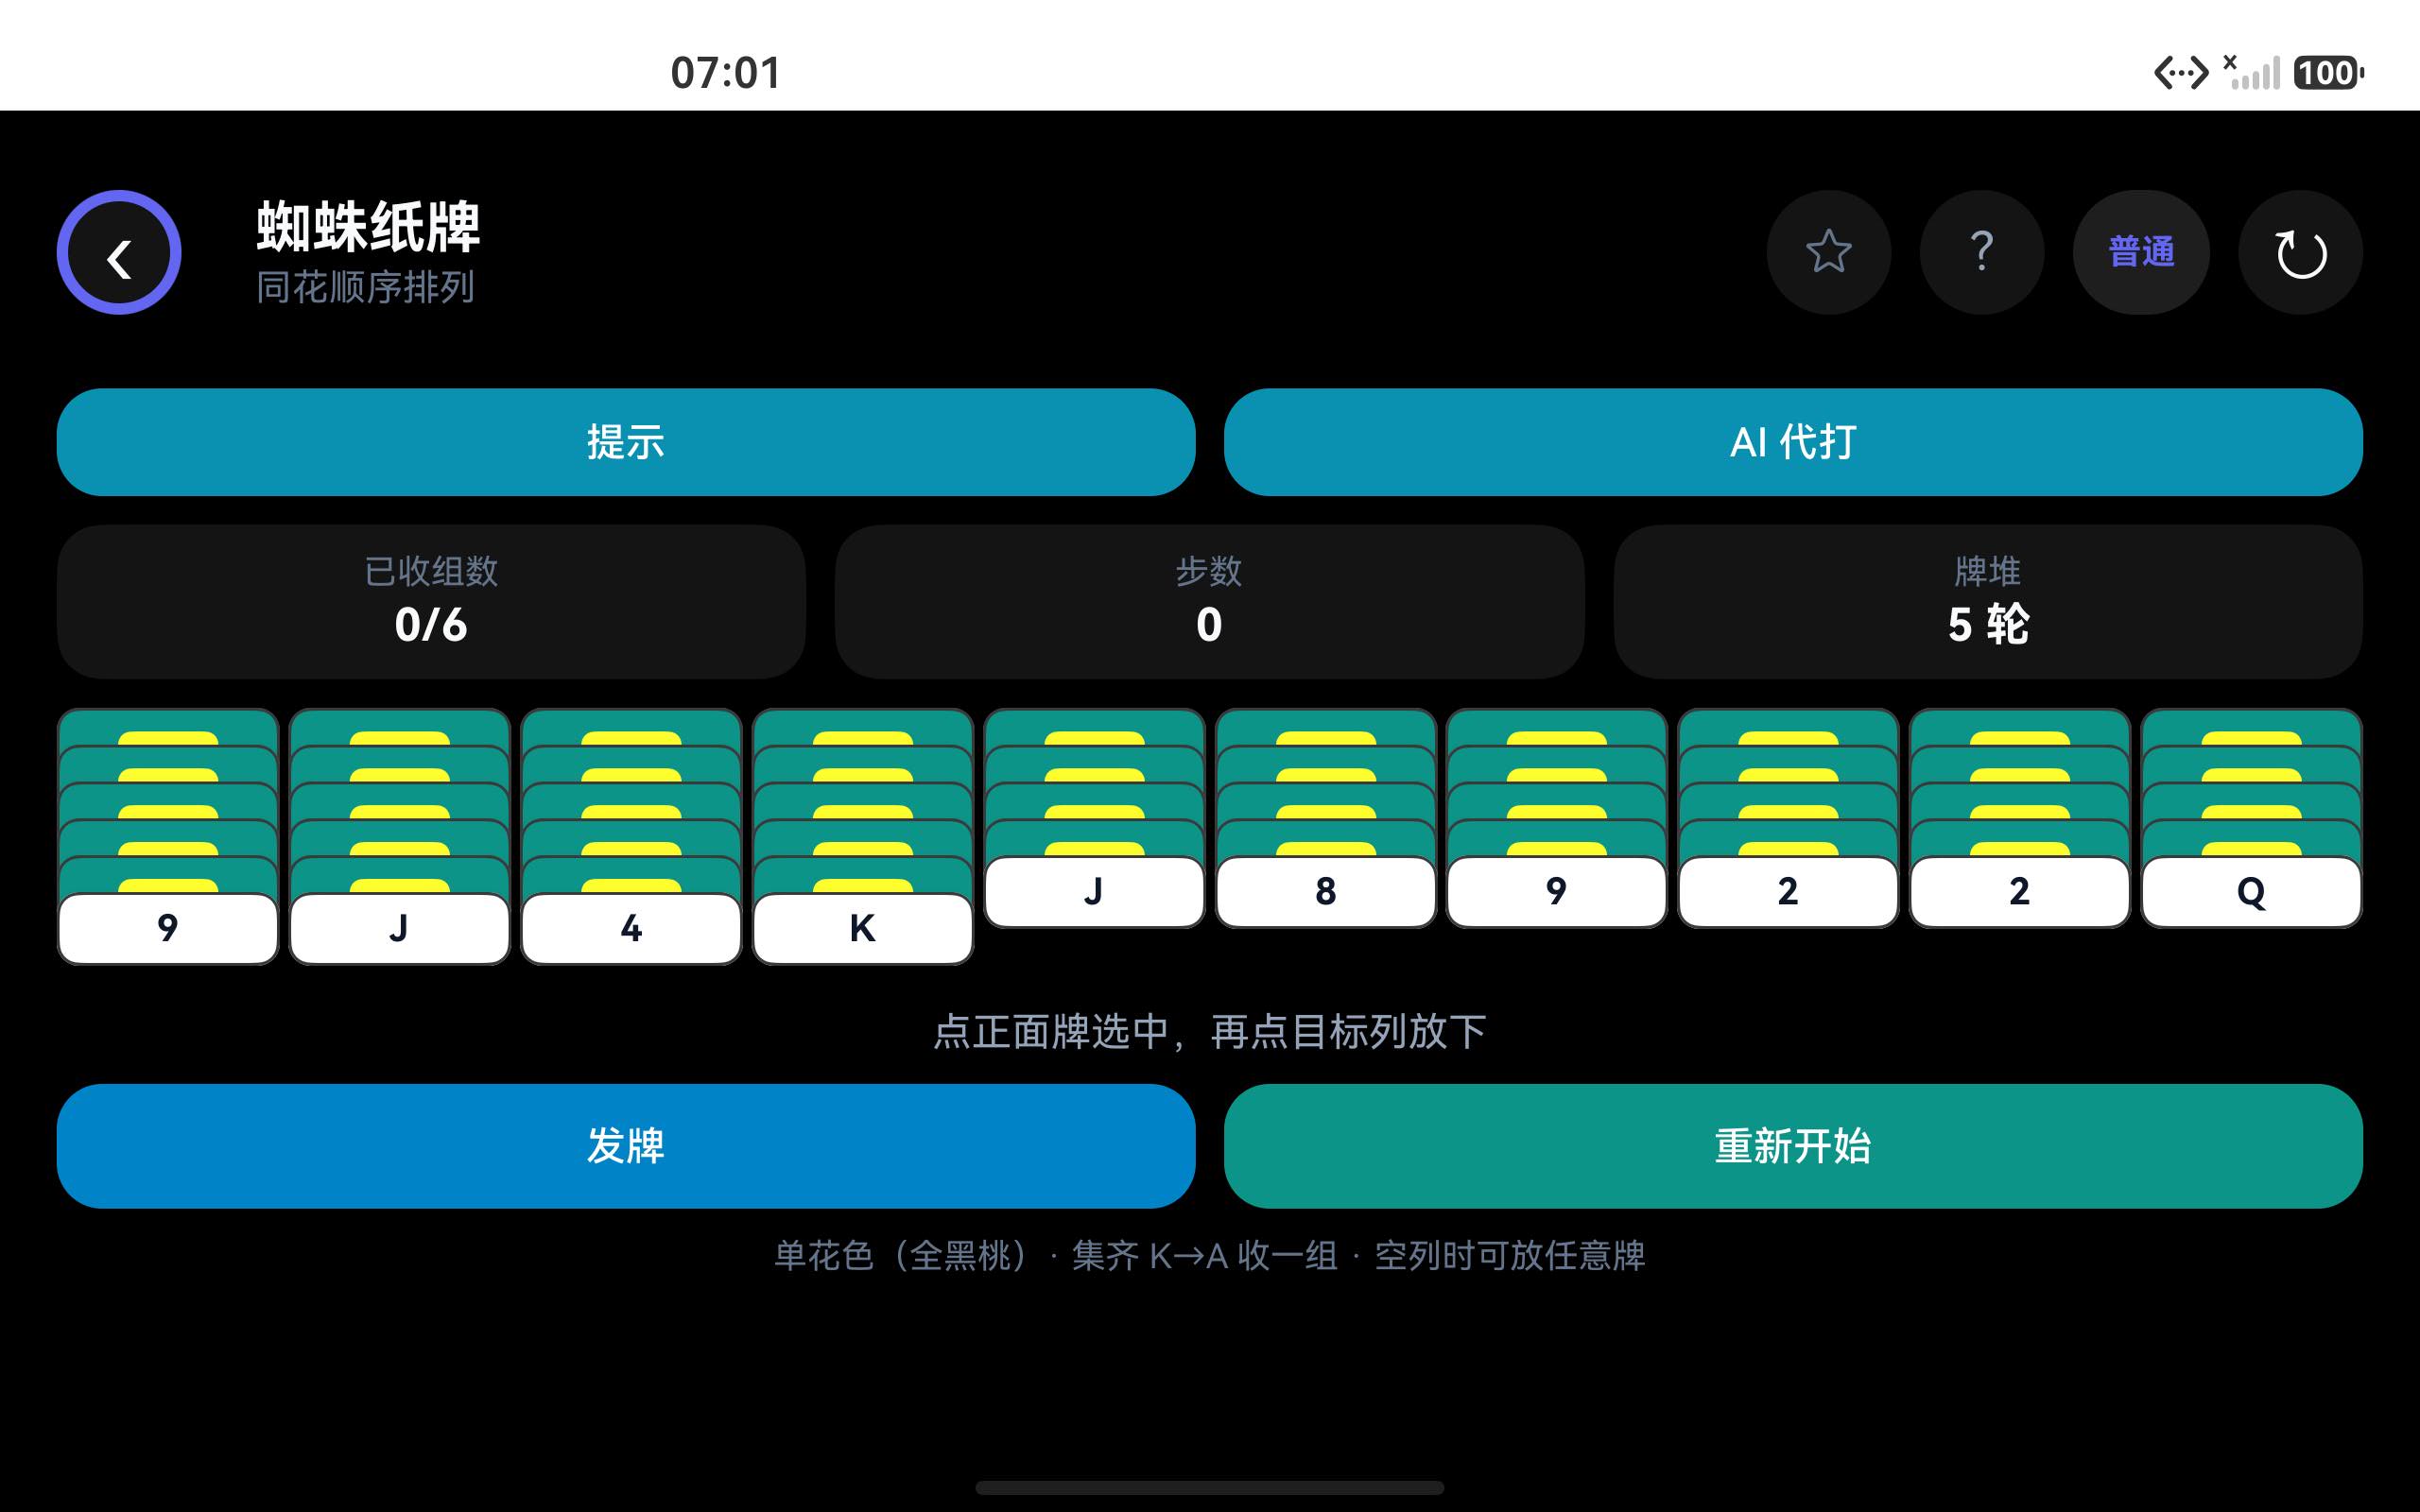 07:01
100
蜘蛛纸牌
同花顺序排列
?
普通
提示
AI 代打
已收组数
步数
牌堆
0/6
0
5 轮
9 J 4 K J 8 9 2 2 Q
点正面牌选中，再点目标列放下
发牌
重新开始
单花色（全黑桃）· 集齐 K→A 收一组 · 空列时可放任意牌